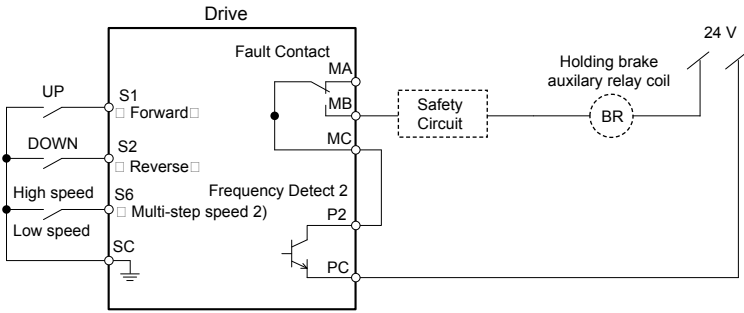 Drive
24 V
Fault Contact
MA
Holding brake
auxilary relay coil
UP
S1
□ Forward□
MB
Safety
Circuit
BR
DOWN
S2
□ Reverse□
MC
High speed
Low speed
S6
□ Multi-step speed 2)
Frequency Detect 2
P2
SC
PC